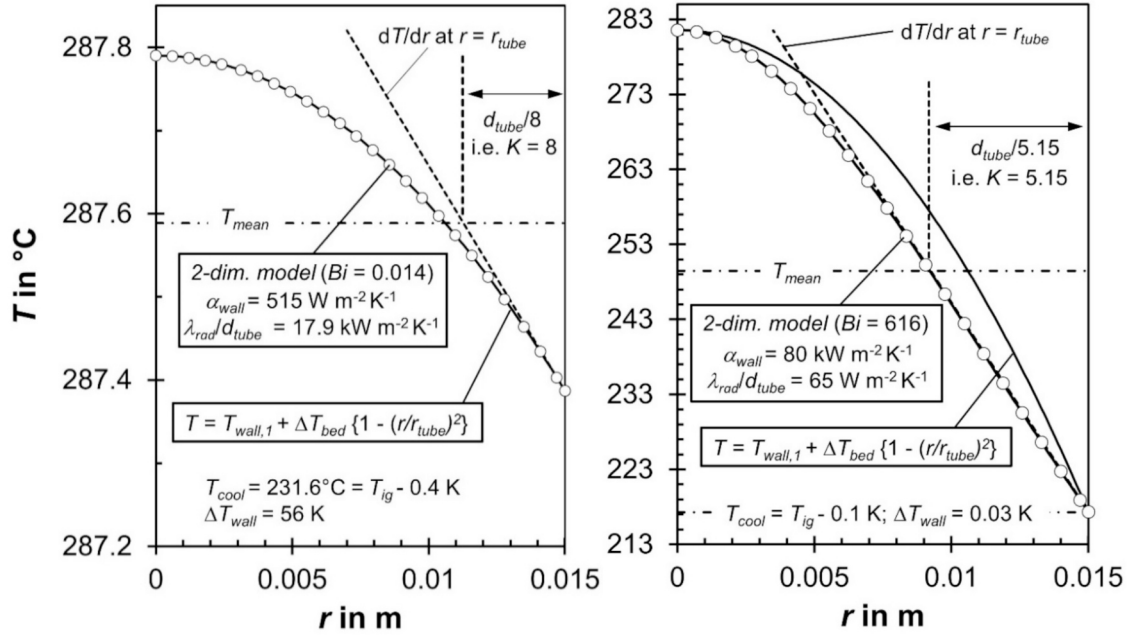 T in °C
287.8
287.6
287.4
287.2
0
0.005
0.01
0.015
r in m
dT/dr at r = r_tube
d_tube/8
i.e. K = 8
T_mean
2-dim. model (Bi = 0.014)
α_wall = 515 W m⁻² K⁻¹
λ_rad/d_tube = 17.9 kW m⁻² K⁻¹
T = T_wall,1 + ΔT_bed {1 - (r/r_tube)²}
T_cool = 231.6°C = T_ig - 0.4 K
ΔT_wall = 56 K
283
273
263
253
243
233
223
213
0
0.005
0.01
0.015
r in m
dT/dr at r = r_tube
d_tube/5.15
i.e. K = 5.15
T_mean
2-dim. model (Bi = 616)
α_wall = 80 kW m⁻² K⁻¹
λ_rad/d_tube = 65 W m⁻² K⁻¹
T = T_wall,1 + ΔT_bed {1 - (r/r_tube)²}
T_cool = T_ig - 0.1 K; ΔT_wall = 0.03 K